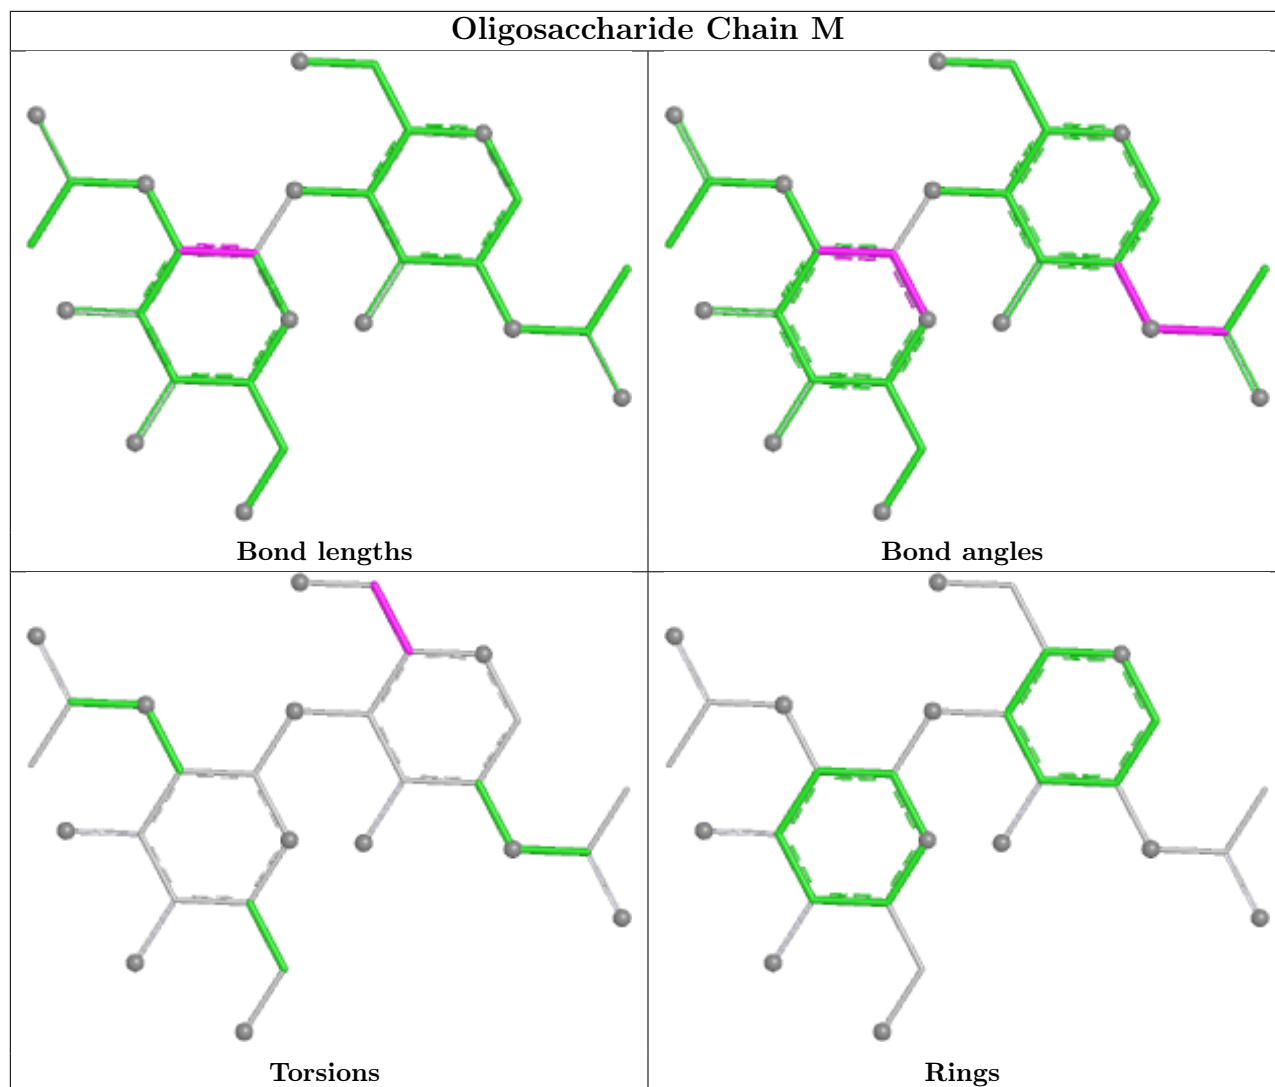 Oligosaccharide Chain M
Bond lengths
Bond angles
Torsions
Rings